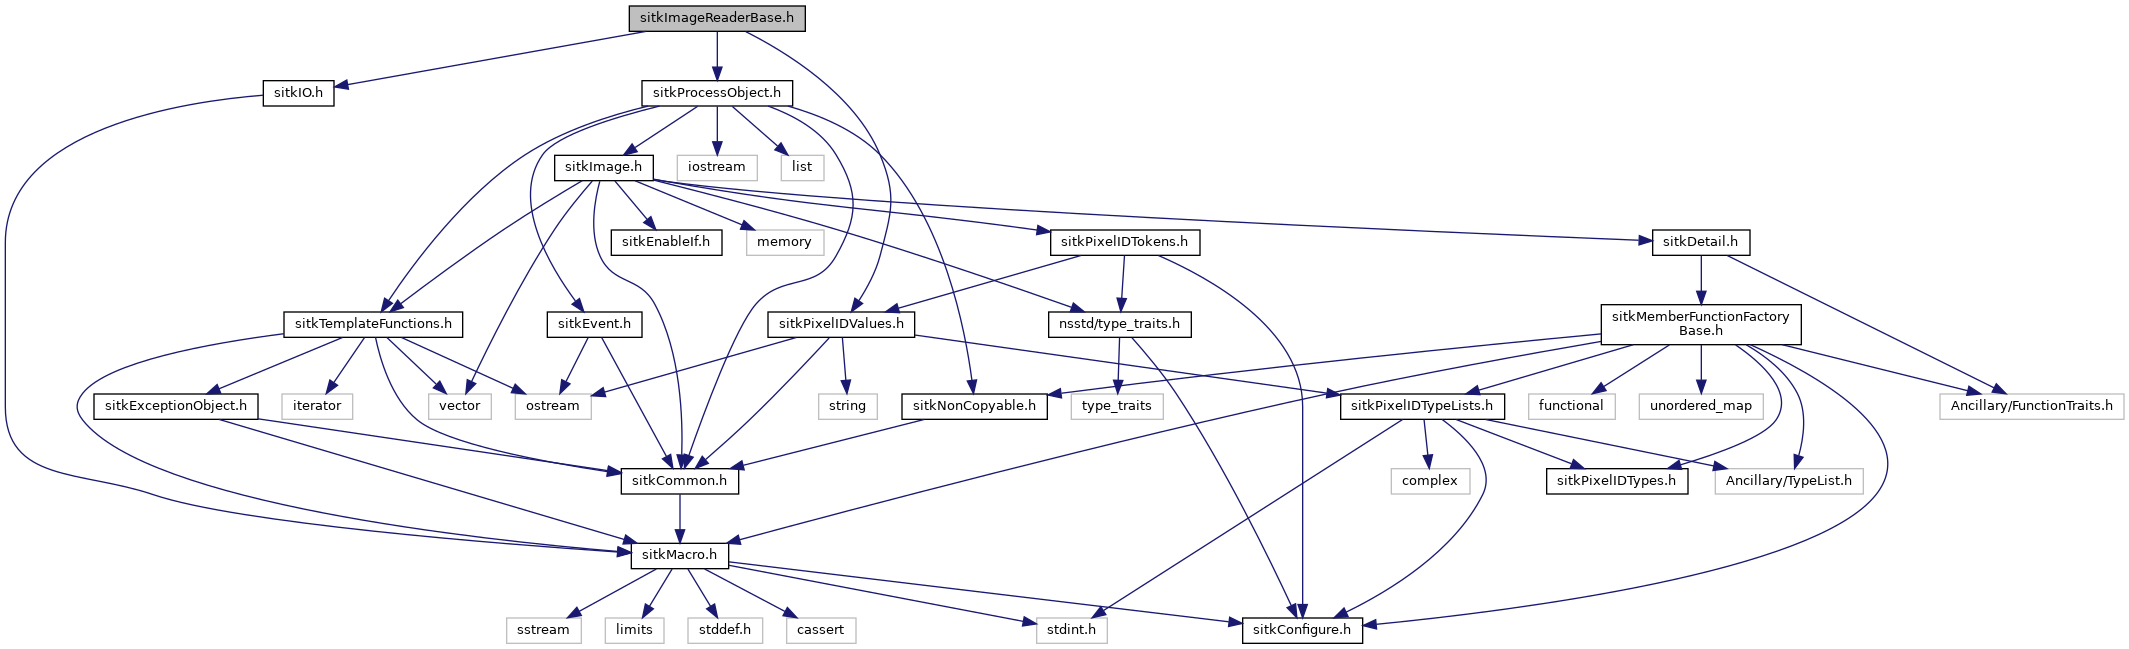 sitkImageReaderBase.h
sitkIO.h
sitkProcessObject.h
sitkImage.h
iostream
list
sitkEnableIf.h
memory
sitkPixelIDTokens.h
sitkDetail.h
sitkTemplateFunctions.h
sitkEvent.h
sitkPixelIDValues.h
nsstd/type_traits.h
sitkMemberFunctionFactory
Base.h
sitkExceptionObject.h
iterator
vector
ostream
string
sitkNonCopyable.h
type_traits
sitkPixelIDTypeLists.h
functional
unordered_map
Ancillary/FunctionTraits.h
sitkCommon.h
complex
sitkPixelIDTypes.h
Ancillary/TypeList.h
sitkMacro.h
sstream
limits
stddef.h
cassert
stdint.h
sitkConfigure.h